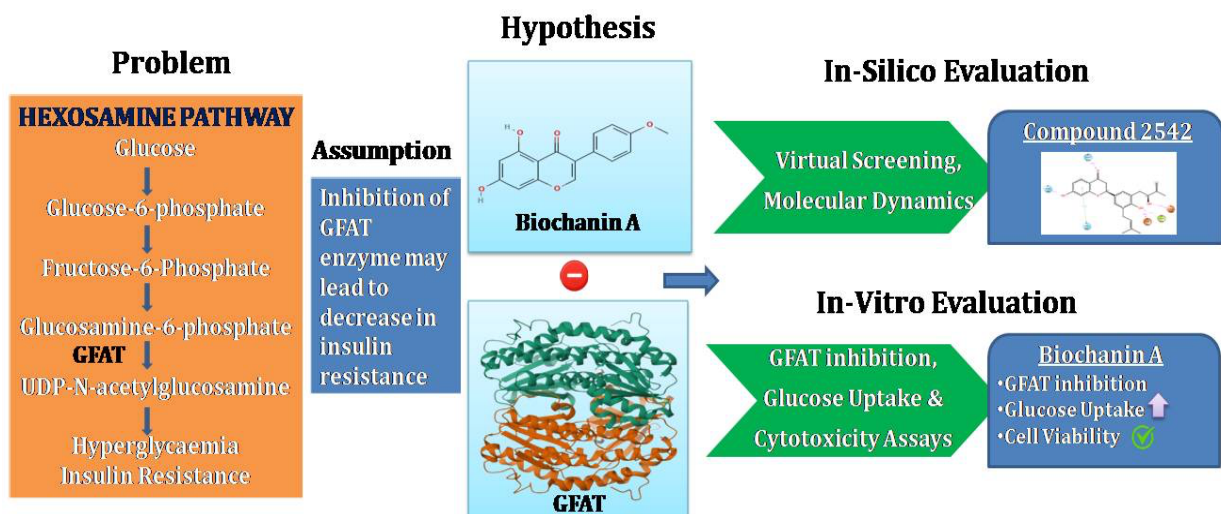 Problem
HEXOSAMINE PATHWAY
Glucose
Glucose-6-phosphate
Fructose-6-Phosphate
Glucosamine-6-phosphate
GFAT
UDP-N-acetylglucosamine
Hyperglycaemia
Insulin Resistance
Assumption
Inhibition of
GFAT
enzyme may
lead to
decrease in
insulin
resistance
Hypothesis
H
O
O
O
O
H
O
Biochanin A
GFAT
In-Silico Evaluation
Virtual Screening,
Molecular Dynamics
Compound 2542
In-Vitro Evaluation
GFAT inhibition,
Glucose Uptake &
Cytotoxicity Assays
Biochanin A
•GFAT inhibition
•Glucose Uptake
•Cell Viability